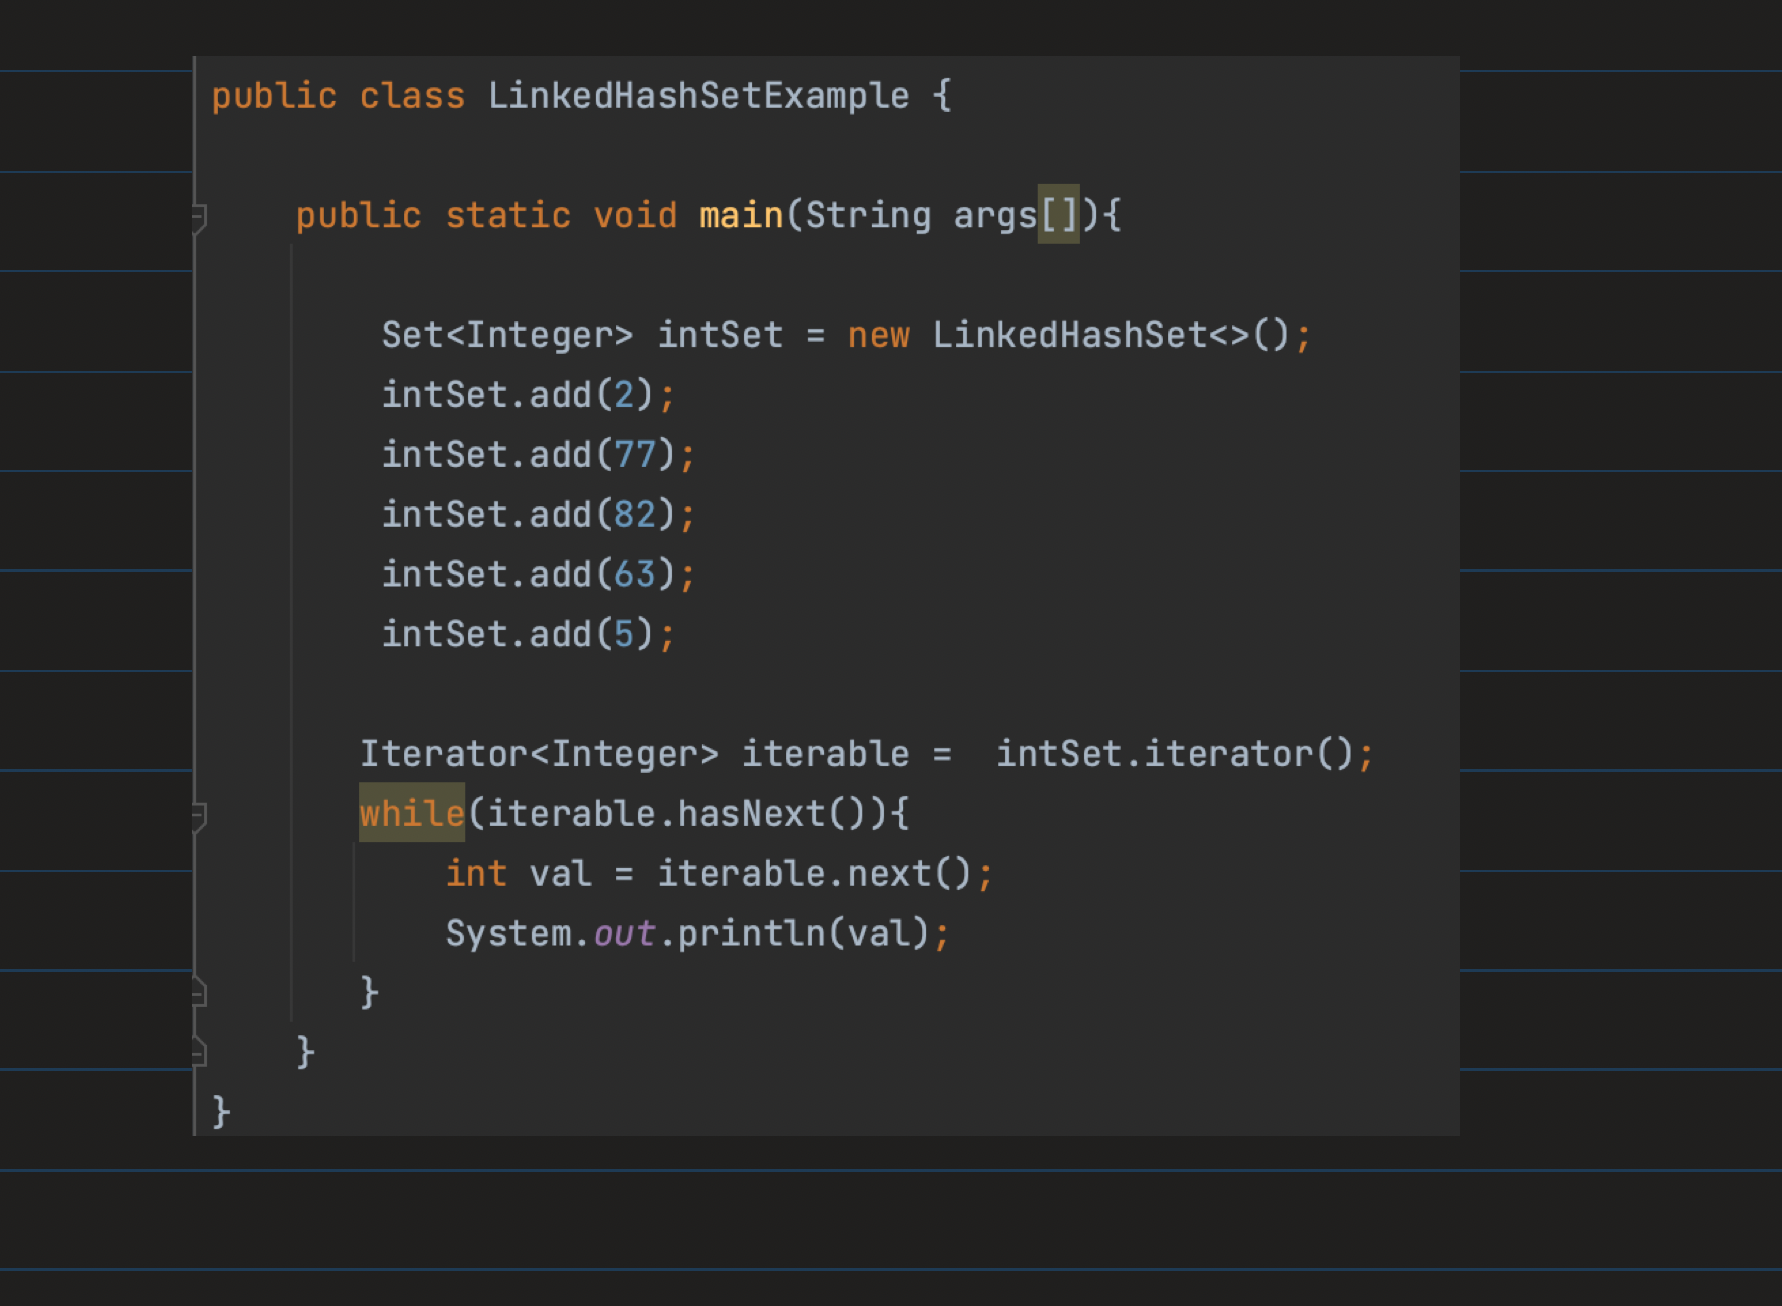 public class LinkedHashSetExample {
public static void main(String args[]){
Set<Integer> intSet = new LinkedHashSet<>();
intSet.add(2);
intSet.add(77);
intSet.add(82);
intSet.add(63);
intSet.add(5);
Iterator<Integer> iterable =  intSet.iterator();
while(iterable.hasNext()){
int val = iterable.next();
System.out.println(val);
}
}
}